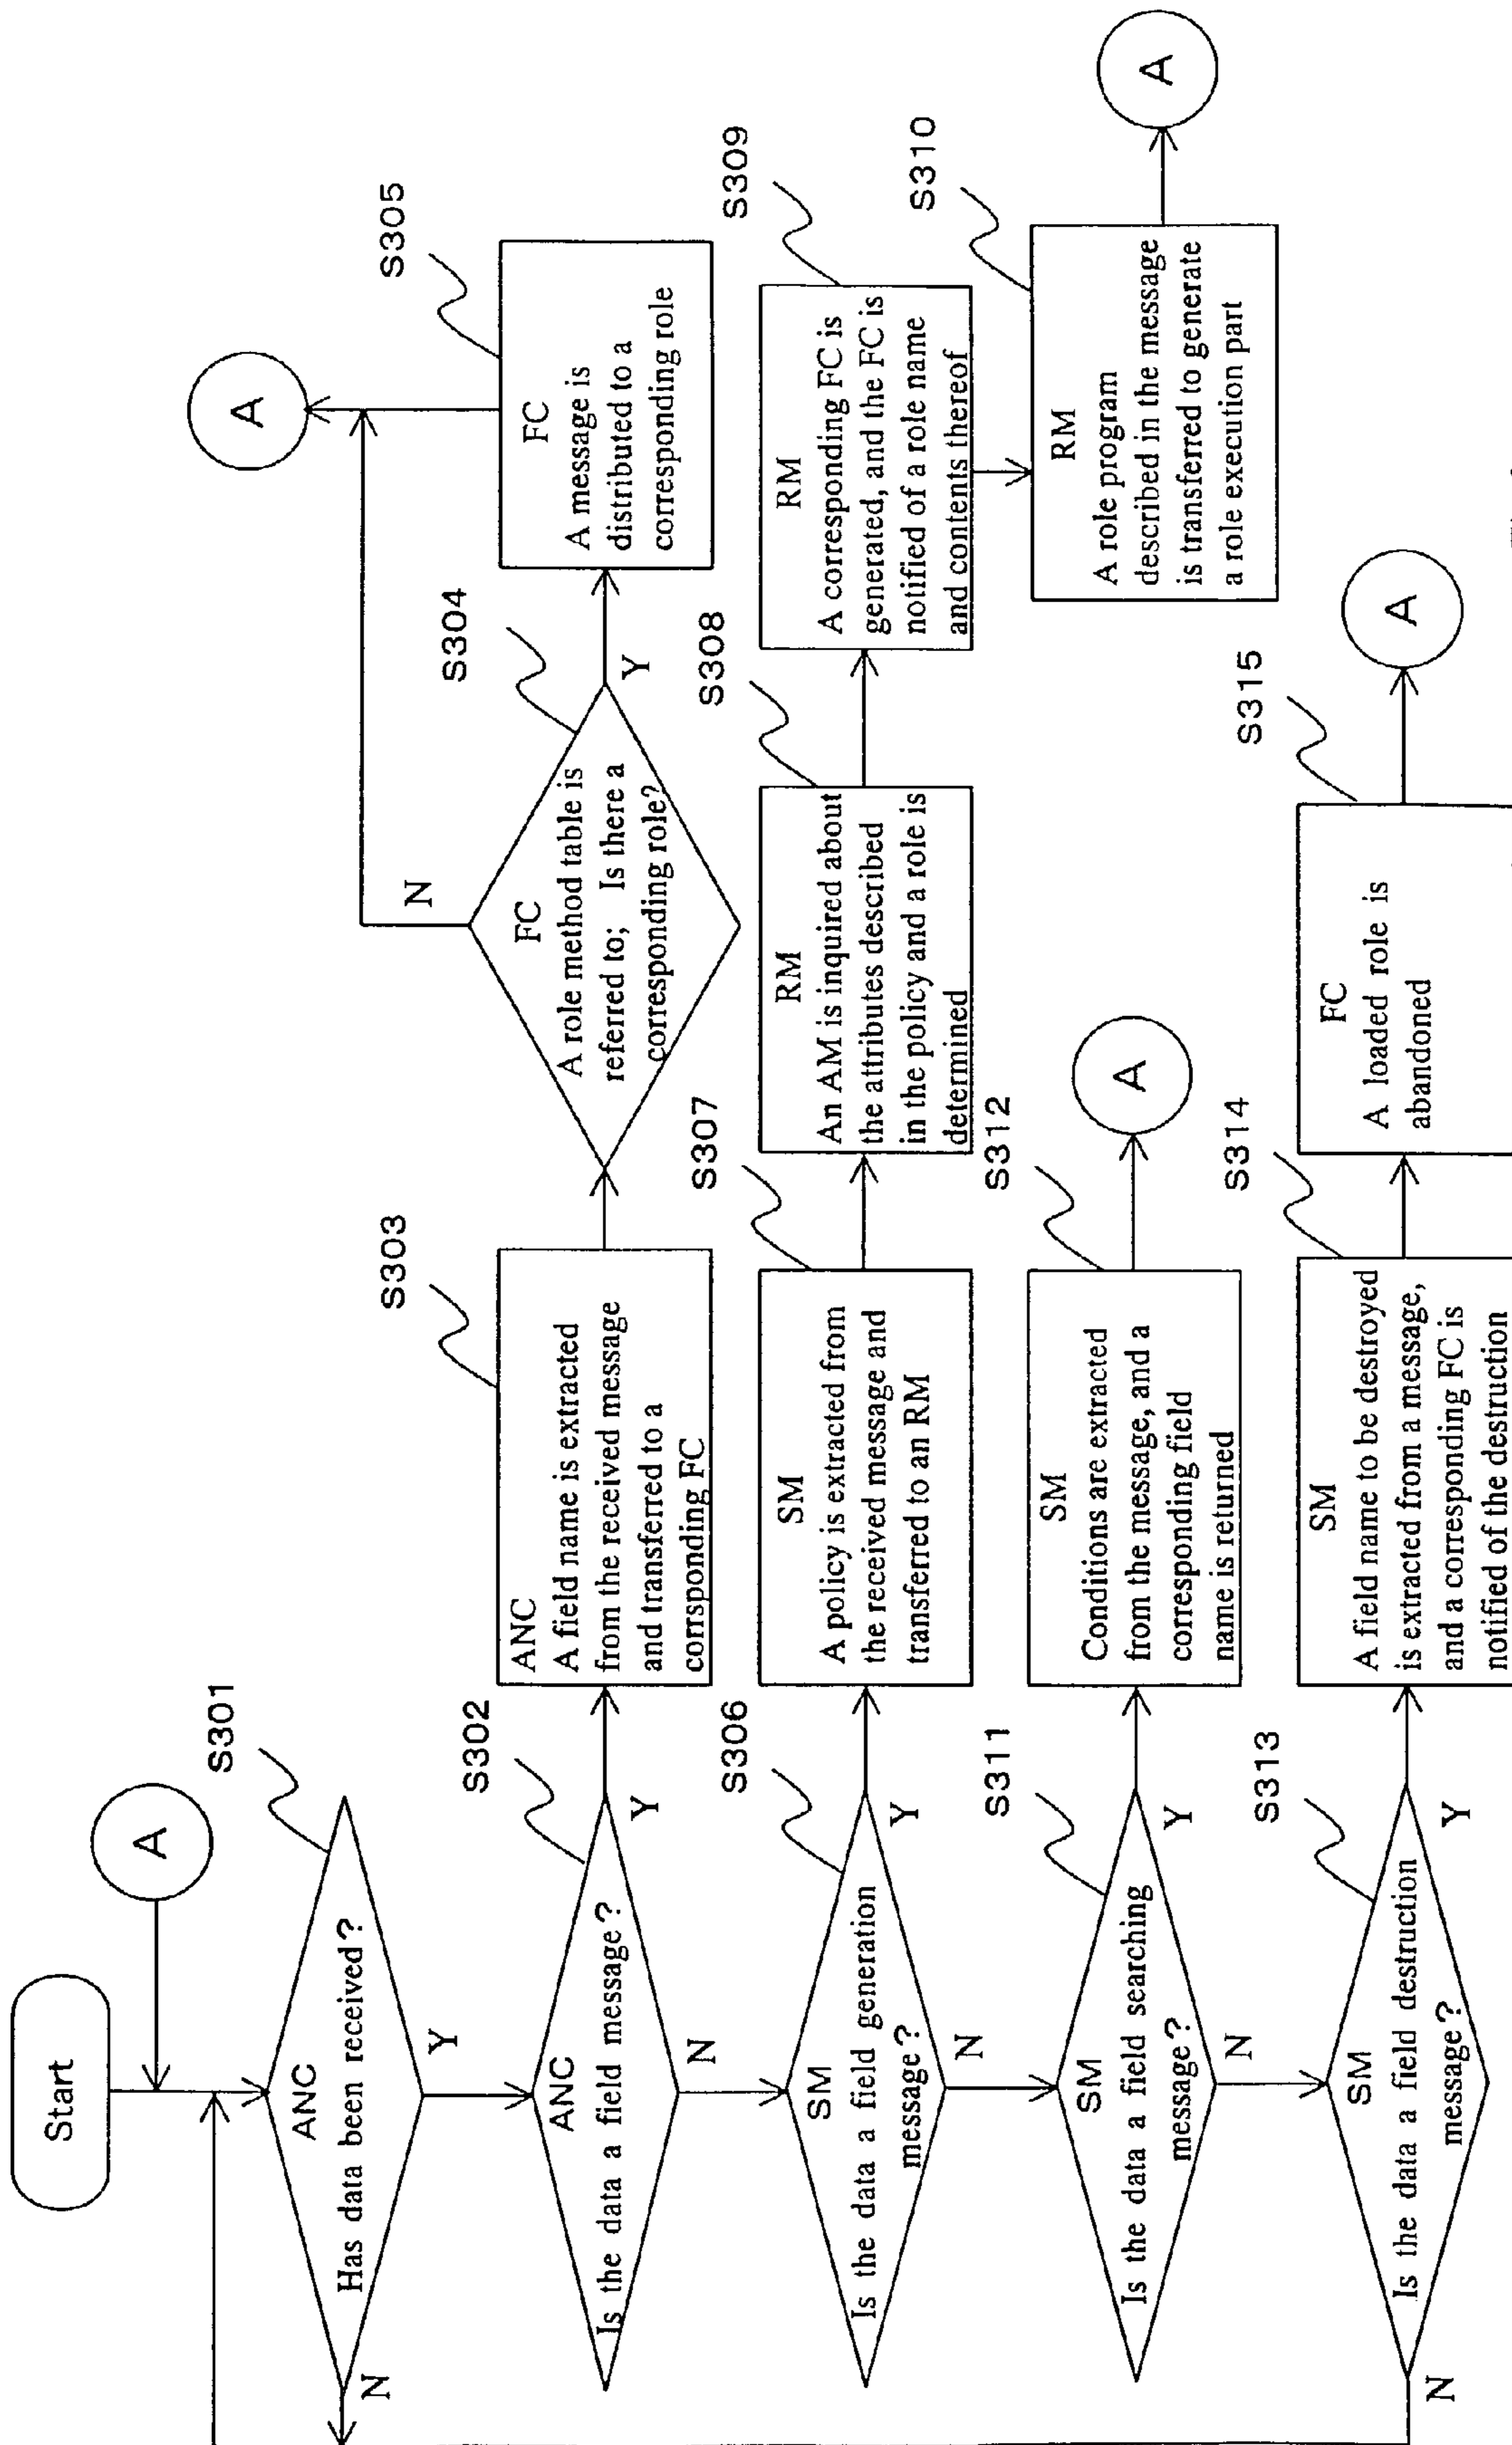 Start
A
S301
ANC
Has data been received?
N
Y
S302
ANC
Is the data a field message?
Y
N
S303
ANC
A field name is extracted
from the received message
and transferred to a
corrsponding FC
S304
FC
A role method table is
referred to; Is there a
corresponding role?
N
Y
S305
FC
A message is
distributed to a
corresponding role
A
S306
SM
Is the data a field generation
message?
Y
N
S307
SM
A policy is extracted from
the received message and
transferred to an RM
S308
RM
An AM is inquired about
the attributes described
in the policy and a role is
determined
S309
RM
A corresponding FC is
generated, and the FC is
notified of a role name
and contents thereof
S310
RM
A role program
described in the message
is transferred to generate
a role execution part
A
S311
SM
Is the data a field searching
message?
Y
N
S312
SM
Conditions are extracted
from the message, and a
corresponding field
name is returned
A
S313
SM
Is the data a field destruction
message?
Y
N
S314
SM
A field name to be destroyed
is extracted from a message,
and a corresponding FC is
notified of the destruction
S315
FC
A loaded role is
abandoned
A